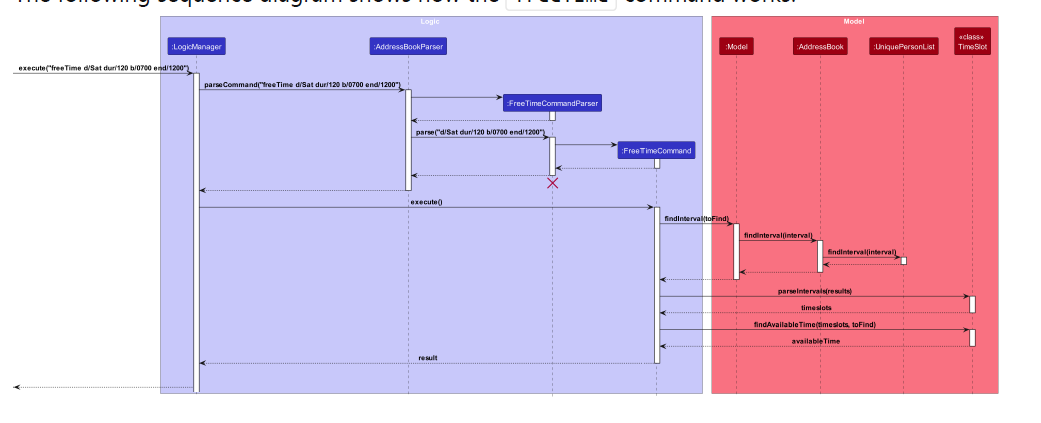 The following sequence diagram shows how the freeTime command works.
Logic
Model
:LogicManager
:AddressBookParser
:Model
:AddressBook
:UniquePersonList
«class»
TimeSlot
execute("freeTime d/Sat dur/120 b/0700 end/1200")
parseCommand("freeTime d/Sat dur/120 b/0700 end/1200")
:FreeTimeCommandParser
parse("d/Sat dur/120 b/0700 end/1200")
:FreeTimeCommand
execute()
findInterval(toFind)
findInterval(interval)
findInterval(interval)
parseIntervals(results)
timeslots
findAvailableTime(timeslots, toFind)
availableTime
result